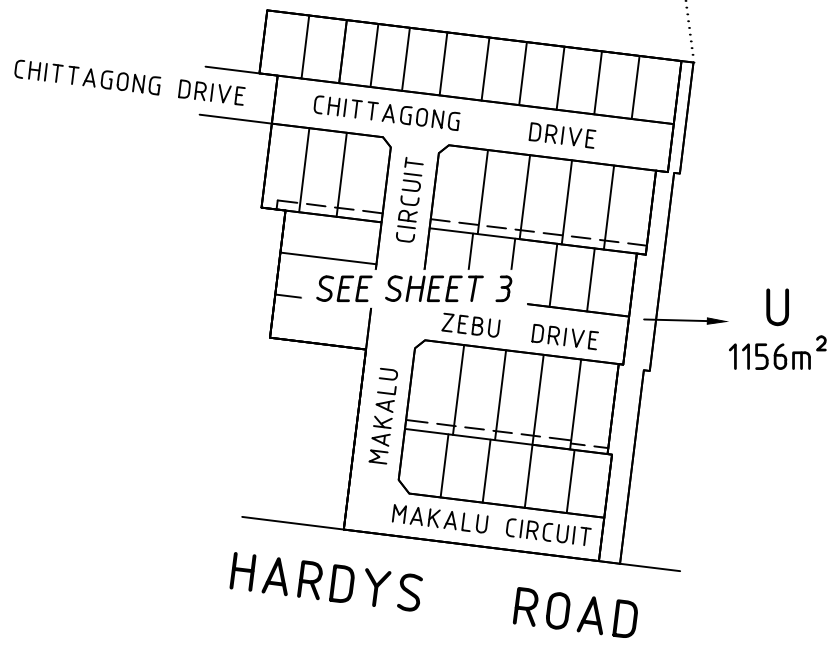 CHITTAGONG DRIVE
CHITTAGONG DRIVE
CIRCUIT
SEE SHEET 3
U
1156m²
ZEBU DRIVE
MAKALU
MAKALU CIRCUIT
HARDYS ROAD